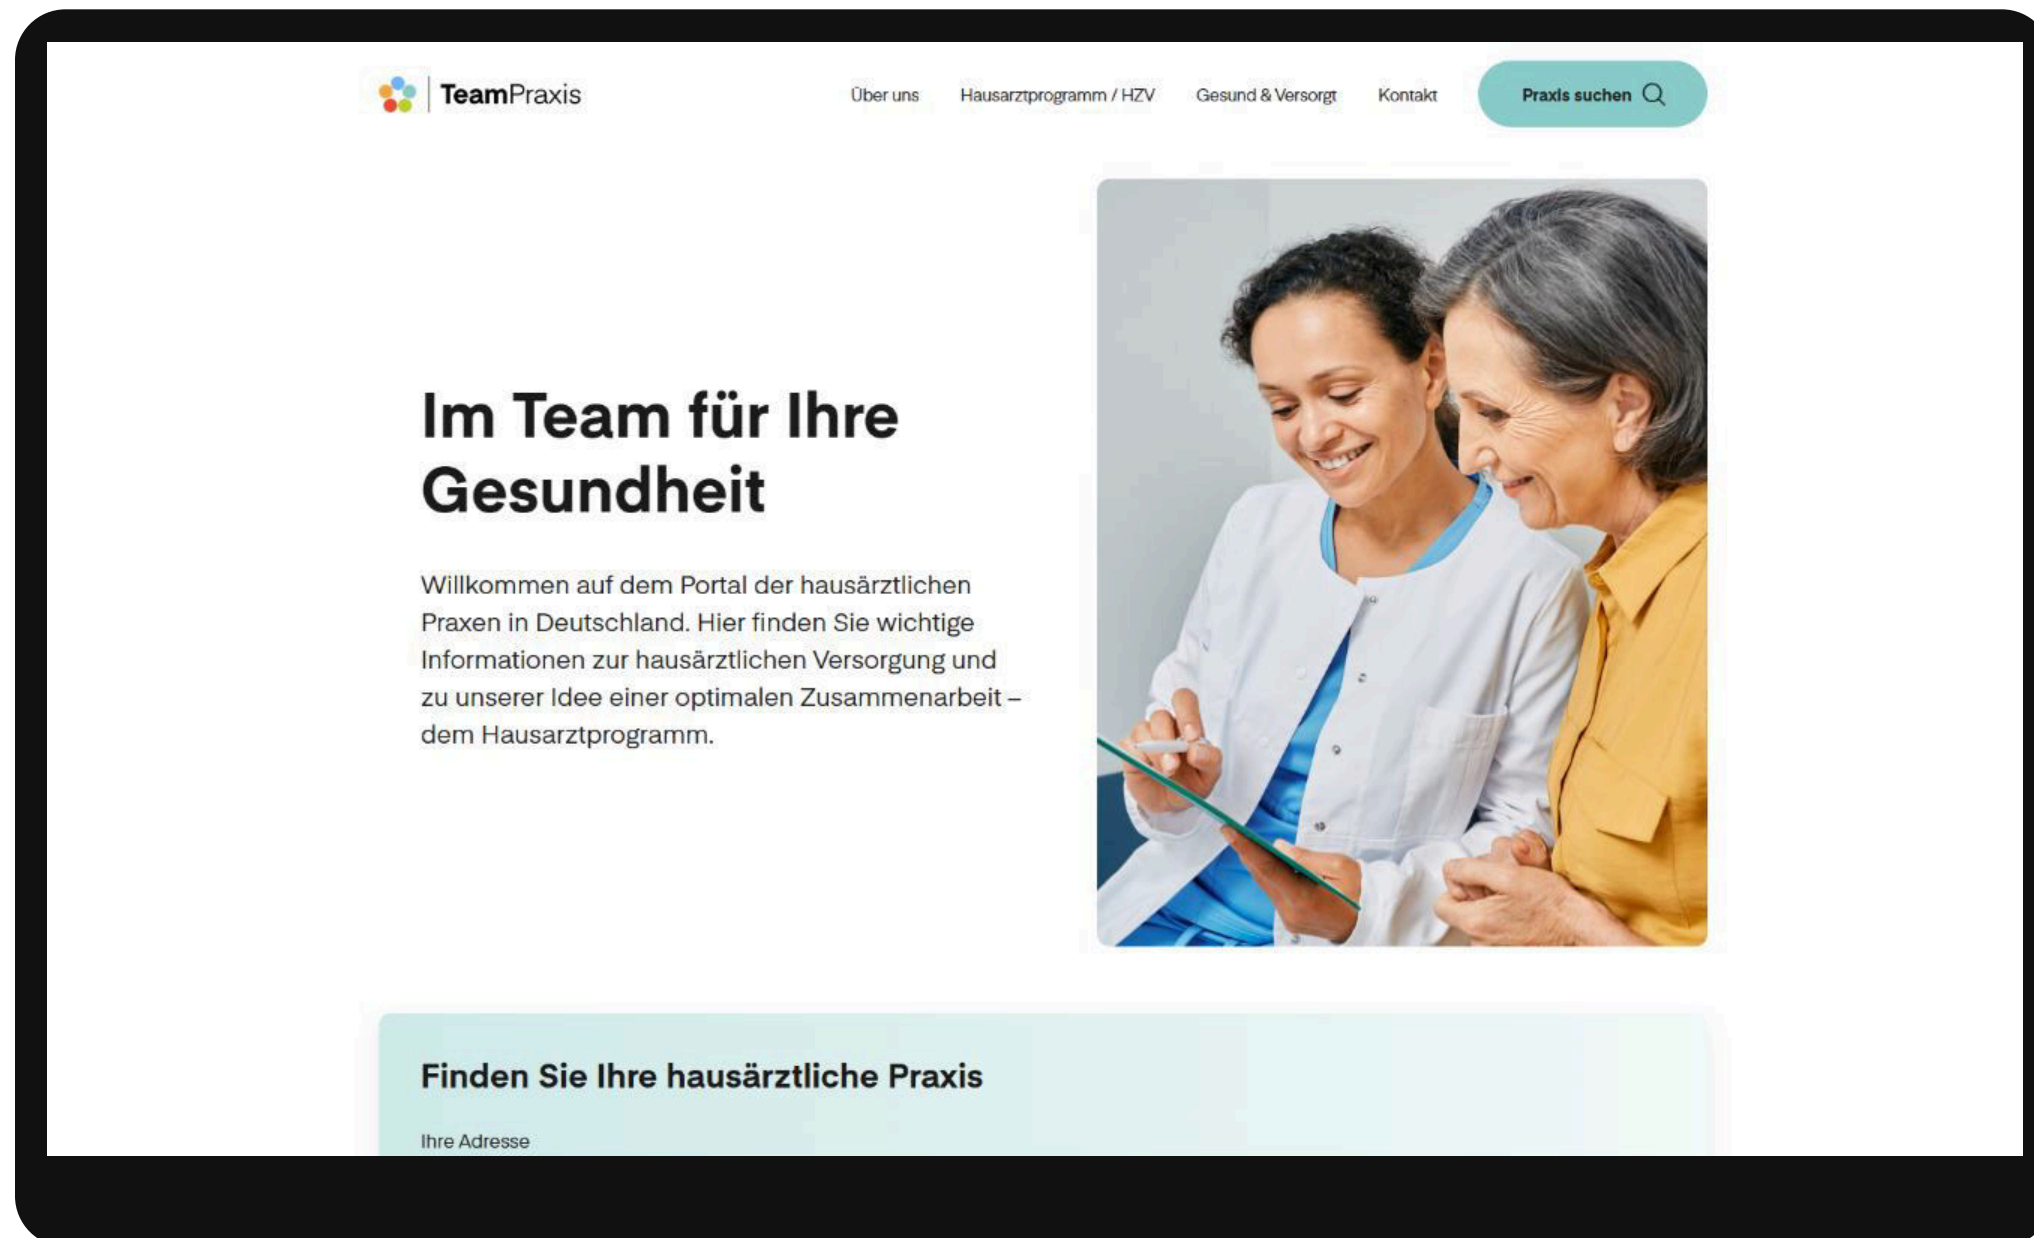 TeamPraxis
Über uns
Hausarztprogramm / HZV
Gesund & Versorgt
Kontakt
Praxis suchen
Im Team für Ihre
Gesundheit
Willkommen auf dem Portal der hausärztlichen
Praxen in Deutschland. Hier finden Sie wichtige
Informationen zur hausärztlichen Versorgung und
zu unserer Idee einer optimalen Zusammenarbeit –
dem Hausarztprogramm.
Finden Sie Ihre hausärztliche Praxis
Ihre Adresse